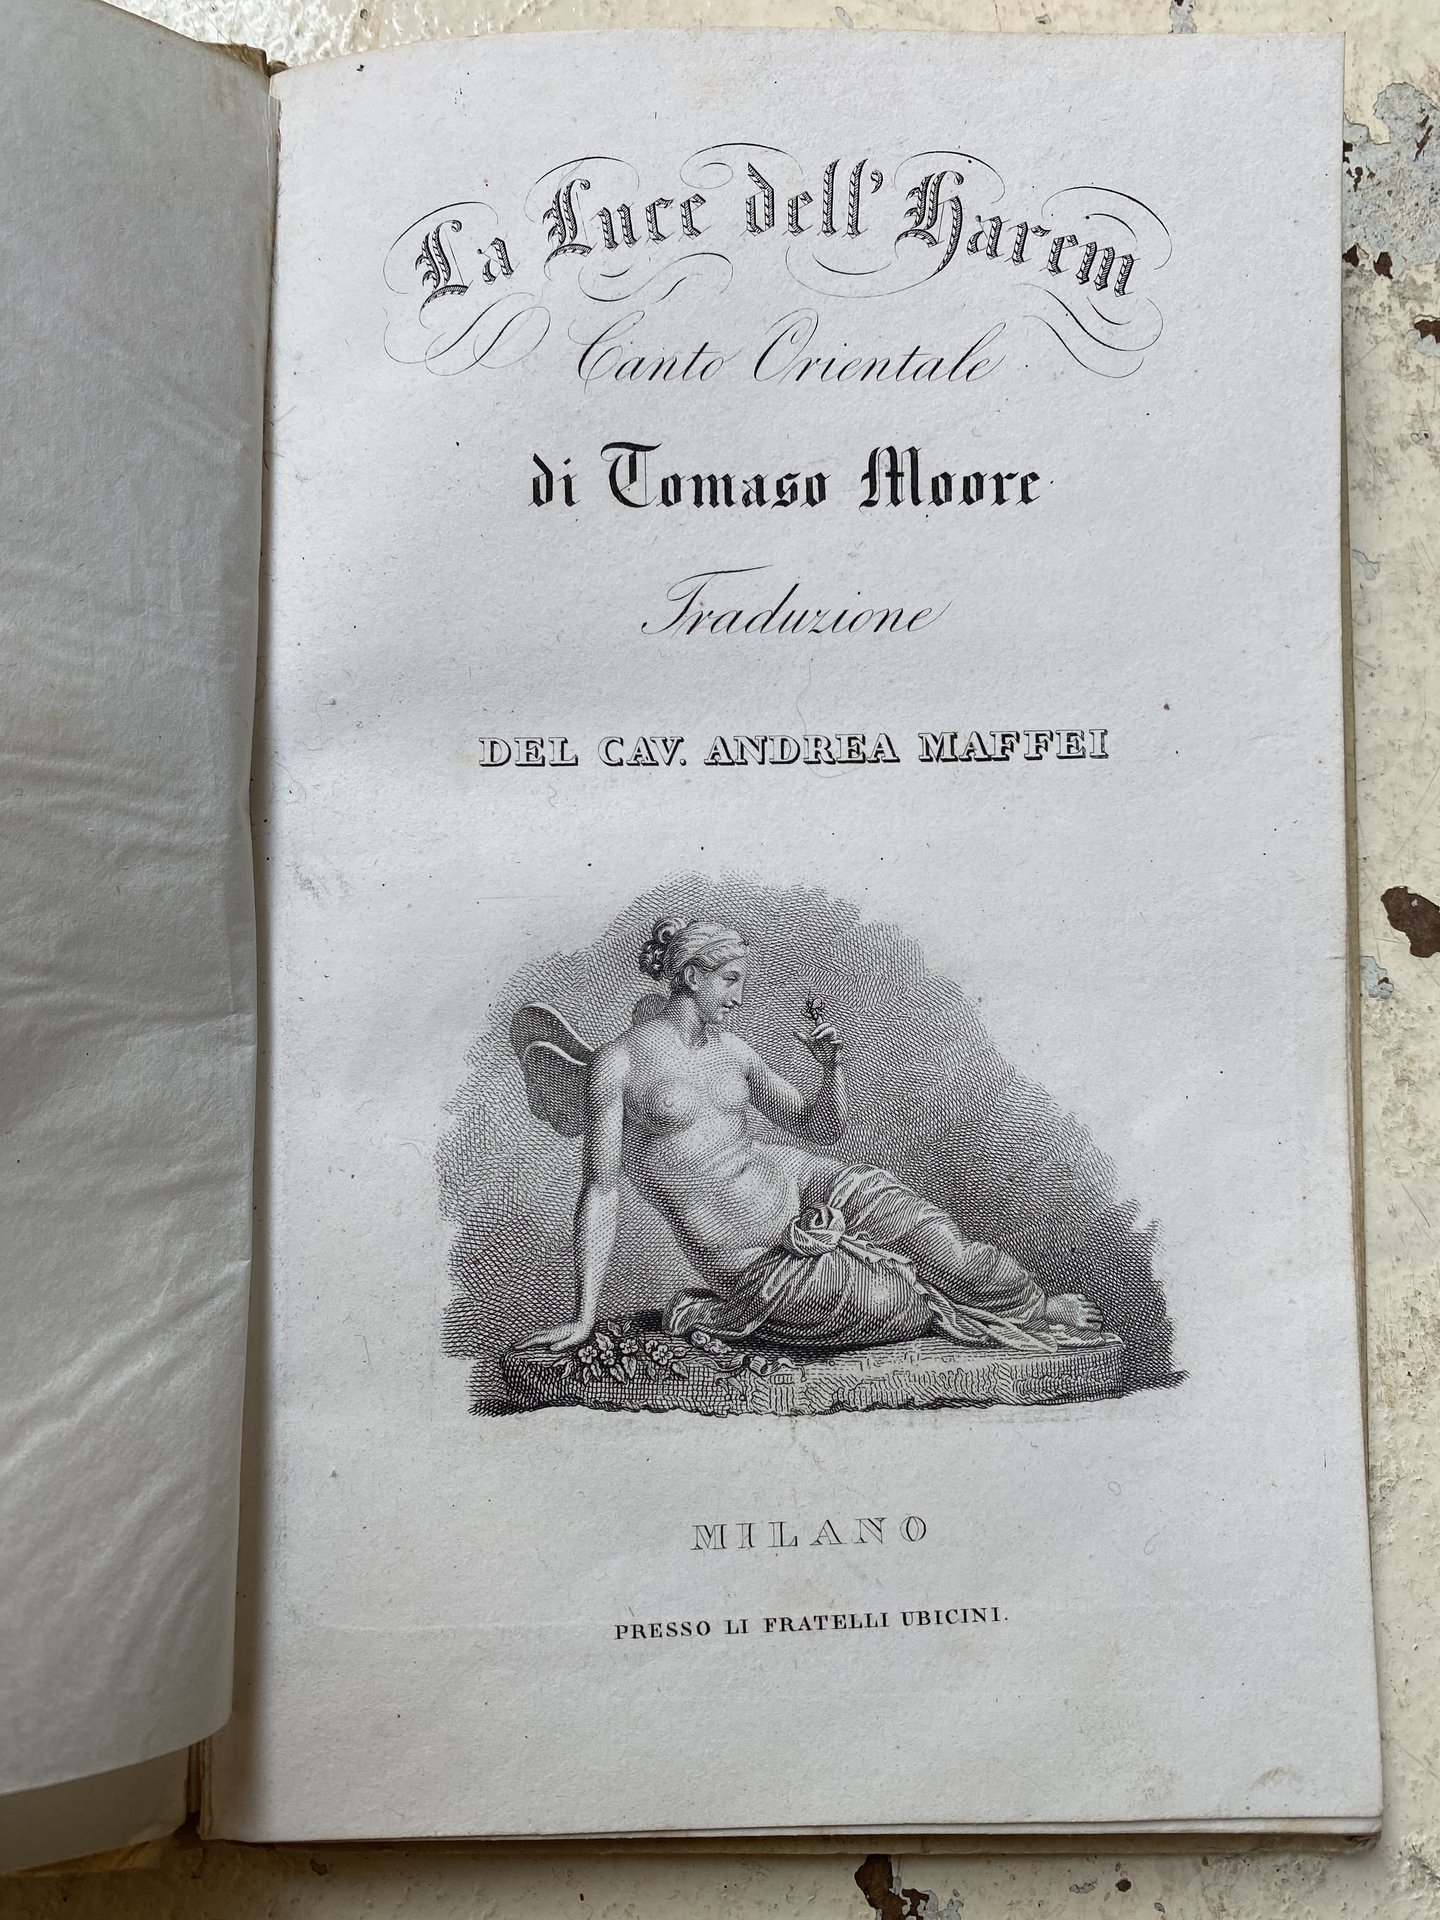 La Luce dell' Harem
Canto Orientale
di Tomaso Moore
Traduzione
DEL CAV. ANDREA MAFFEI
MILANO
PRESSO LI FRATELLI UBICINI.